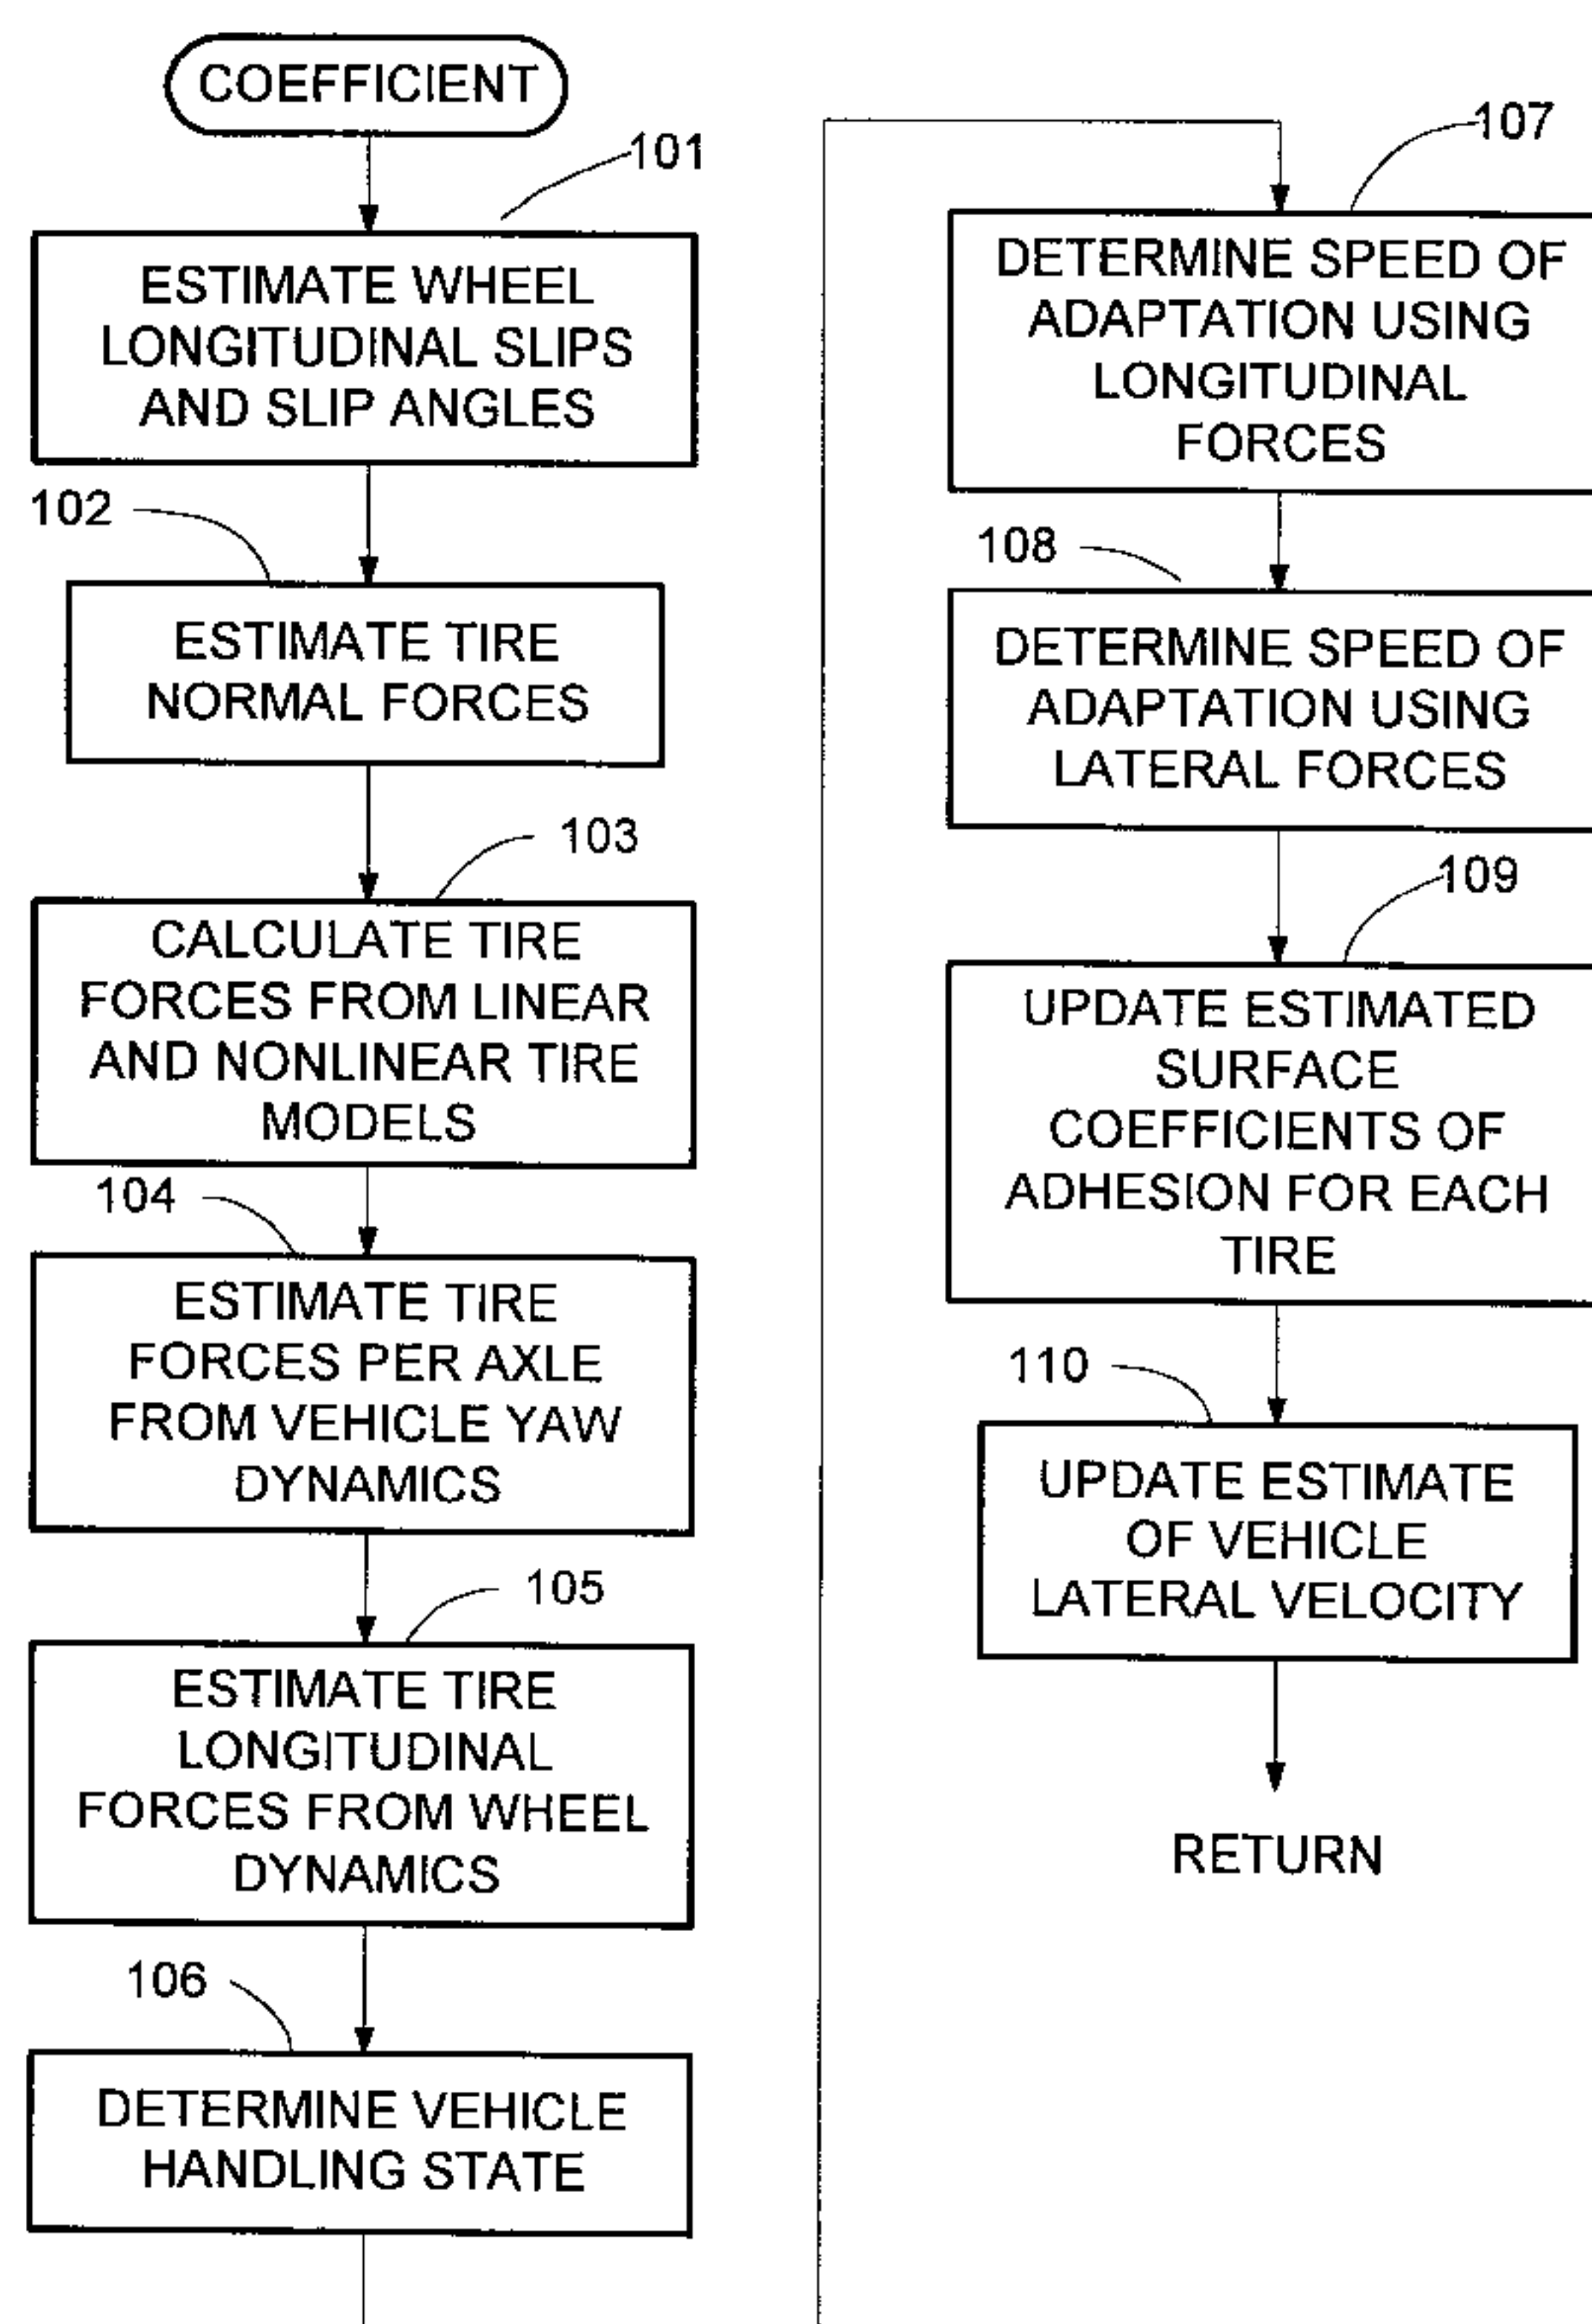 COEFFICIENT
101
ESTIMATE WHEEL
LONGITUDINAL SLIPS
AND SLIP ANGLES
102
ESTIMATE TIRE
NORMAL FORCES
103
CALCULATE TIRE
FORCES FROM LINEAR
AND NONLINEAR TIRE
MODELS
104
ESTIMATE TIRE
FORCES PER AXLE
FROM VEHICLE YAW
DYNAMICS
105
ESTIMATE TIRE
LONGITUDINAL
FORCES FROM WHEEL
DYNAMICS
106
DETERMINE VEHICLE
HANDLING STATE
107
DETERMINE SPEED OF
ADAPTATION USING
LONGITUDINAL
FORCES
108
DETERMINE SPEED OF
ADAPTATION USING
LATERAL FORCES
109
UPDATE ESTIMATED
SURFACE
COEFFICIENTS OF
ADHESION FOR EACH
TIRE
110
UPDATE ESTIMATE
OF VEHICLE
LATERAL VELOCITY
RETURN